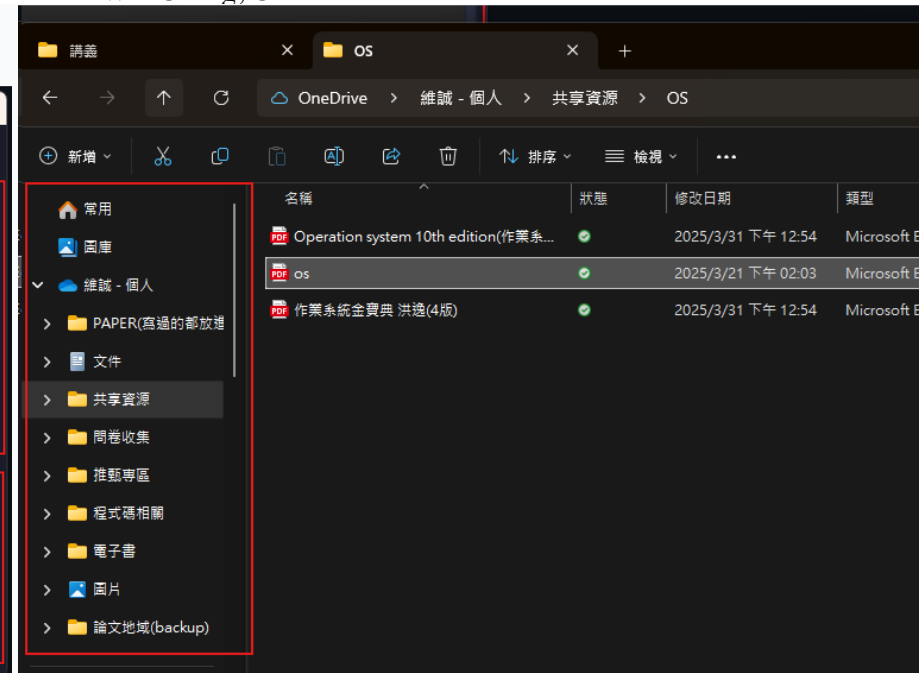 講義
OS
OneDrive > 維誠 - 個人 > 共享資源 > OS
新增
排序
檢視
常用
圖庫
維誠 - 個人
PAPER(寫過的都放進
文件
共享資源
問卷收集
推甄專區
程式碼相關
電子書
圖片
論文地域(backup)
名稱 狀態 修改日期 類型
PDF Operation system 10th edition(作業系... 2025/3/31 下午 12:54 Microsoft E
PDF os 2025/3/21 下午 02:03 Microsoft E
PDF 作業系統金寶典 洪逸(4版) 2025/3/31 下午 12:54 Microsoft E